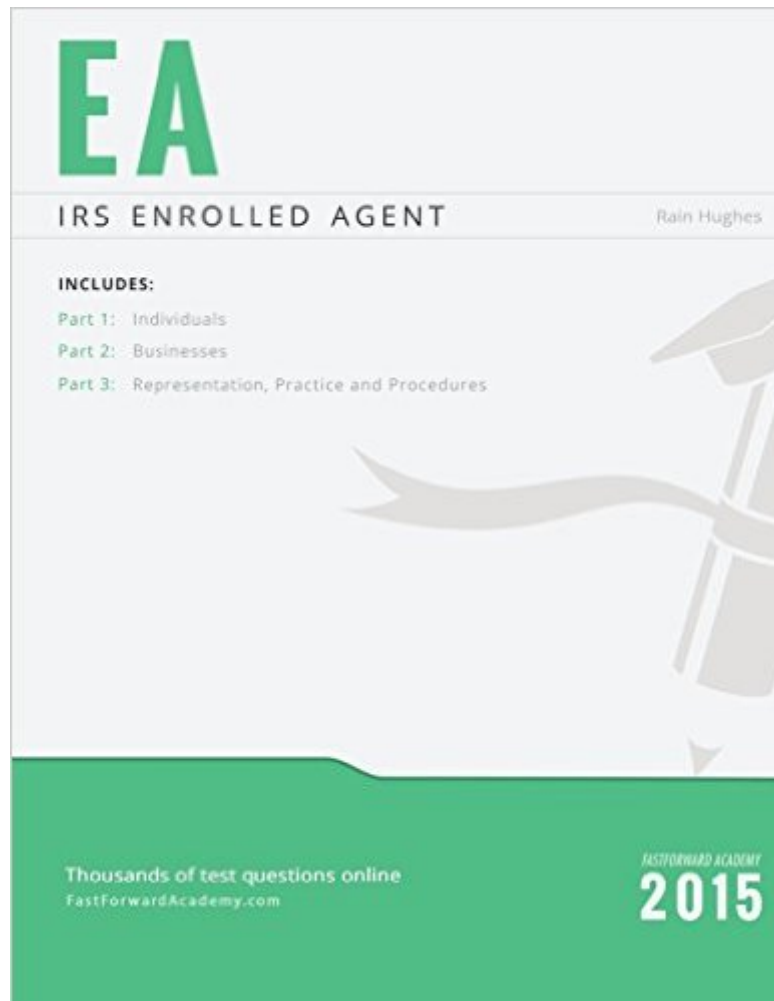 EA
IRS ENROLLED AGENT
Rain Hughes
INCLUDES:
Part 1: Individuals
Part 2: Businesses
Part 3: Representation, Practice and Procedures
Thousands of test questions online
FastForwardAcademy.com
FASTFORWARD ACADEMY
2015